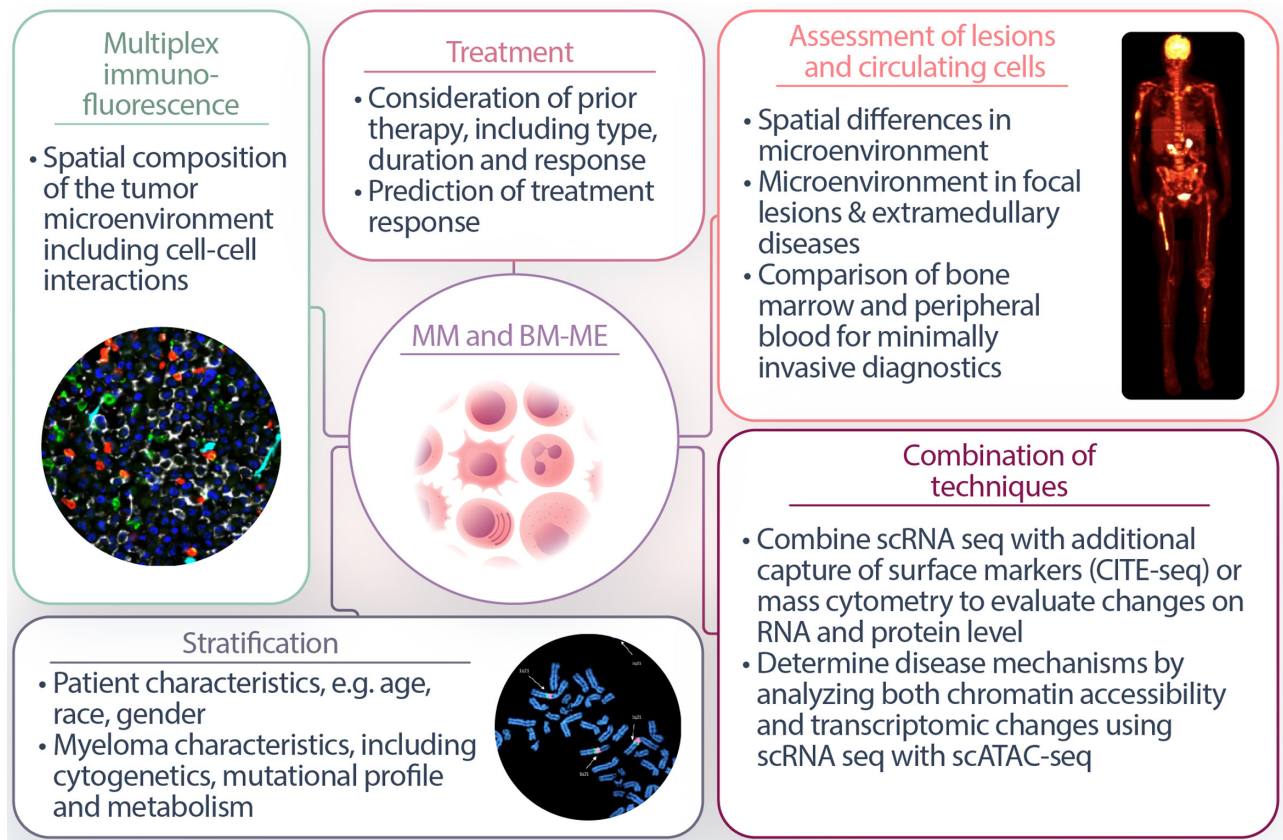 Multiplex
immuno-
fluorescence
• Spatial composition
of the tumor
microenvironment
including cell-cell
interactions
Treatment
• Consideration of prior
therapy, including type,
duration and response
• Prediction of treatment
response
Assessment of lesions
and circulating cells
• Spatial differences in
microenvironment
• Microenvironment in focal
lesions & extramedullary
diseases
• Comparison of bone
marrow and peripheral
blood for minimally
invasive diagnostics
MM and BM-ME
Combination of
techniques
• Combine scRNA seq with additional
capture of surface markers (CITE-seq) or
mass cytometry to evaluate changes on
RNA and protein level
• Determine disease mechanisms by
analyzing both chromatin accessibility
and transcriptomic changes using
scRNA seq with scATAC-seq
Stratification
• Patient characteristics, e.g. age,
race, gender
• Myeloma characteristics, including
cytogenetics, mutational profile
and metabolism
1q21
1q21
1q21
1q21